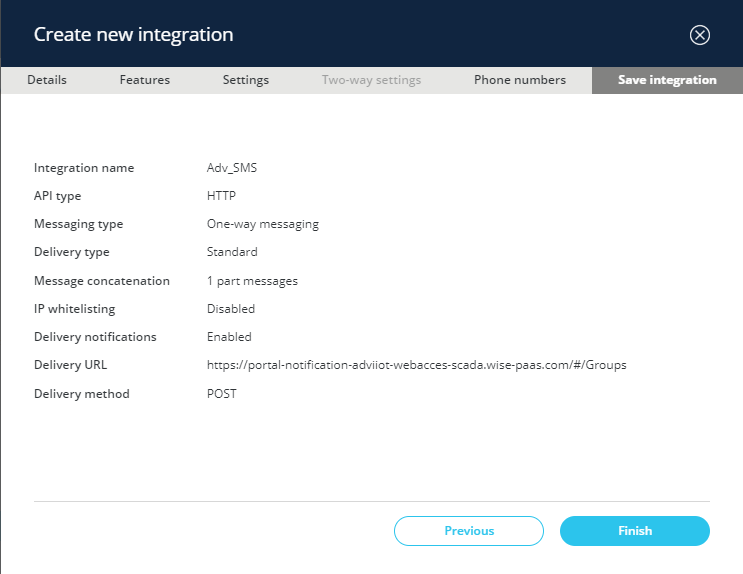 Create new integration
Details Features Settings Two-way settings Phone numbers Save integration
Integration name Adv_SMS
API type HTTP
Messaging type One-way messaging
Delivery type Standard
Message concatenation 1 part messages
IP whitelisting Disabled
Delivery notifications Enabled
Delivery URL https://portal-notification-adviiot-webacces-scada.wise-paas.com/#/Groups
Delivery method POST
Previous Finish